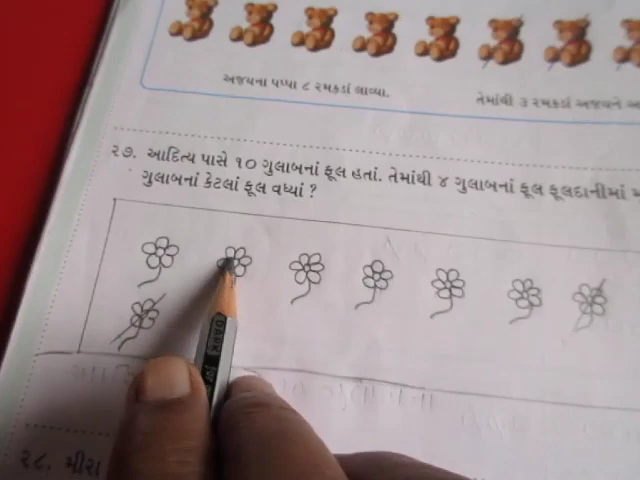 અજયના પપ્પા ૮ રમકડાં લાવ્યા.
તેમાંથી ૩ રમકડાં અજયને
૨૭. આદિત્ય પાસે ૧૦ ગુલાબનાં ફૂલ હતાં. તેમાંથી ૪ ગુલાબનાં ફૂલ ફૂલદાનીમાં
ગુલાબનાં કેટલાં ફૂલ વધ્યાં ?
૨૮. મીરા
DARK